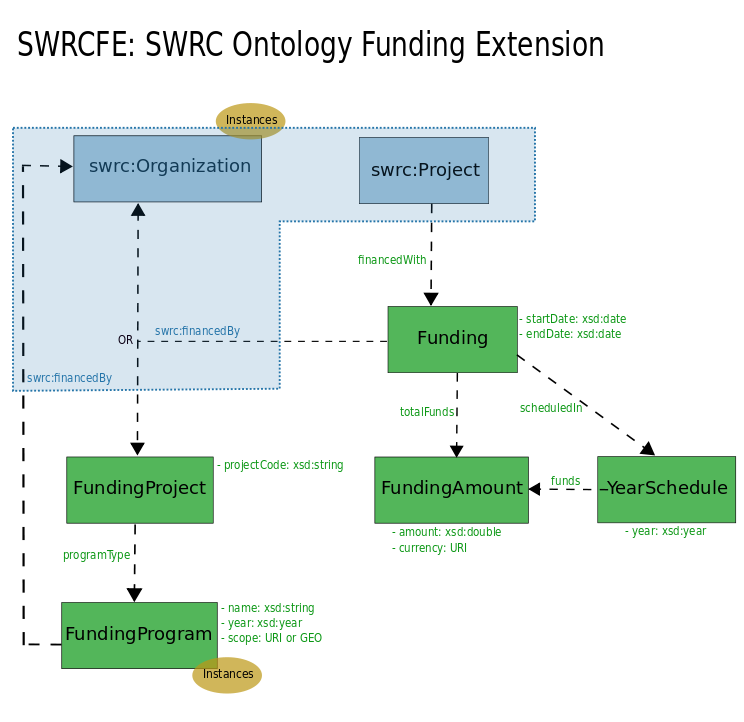 SWRCFE: SWRC Ontology Funding Extension
Instances
swrc:Organization
swrc:Project
financedWith
- startDate: xsd:date
- endDate: xsd:date
Funding
swrc:financedBy
OR
swrc:financedBy
totalFunds
scheduledIn
- projectCode: xsd:string
FundingProject
FundingAmount
funds
YearSchedule
- amount: xsd:double
- currency: URI
- year: xsd:year
programType
- name: xsd:string
- year: xsd:year
- scope: URI or GEO
FundingProgram
Instances